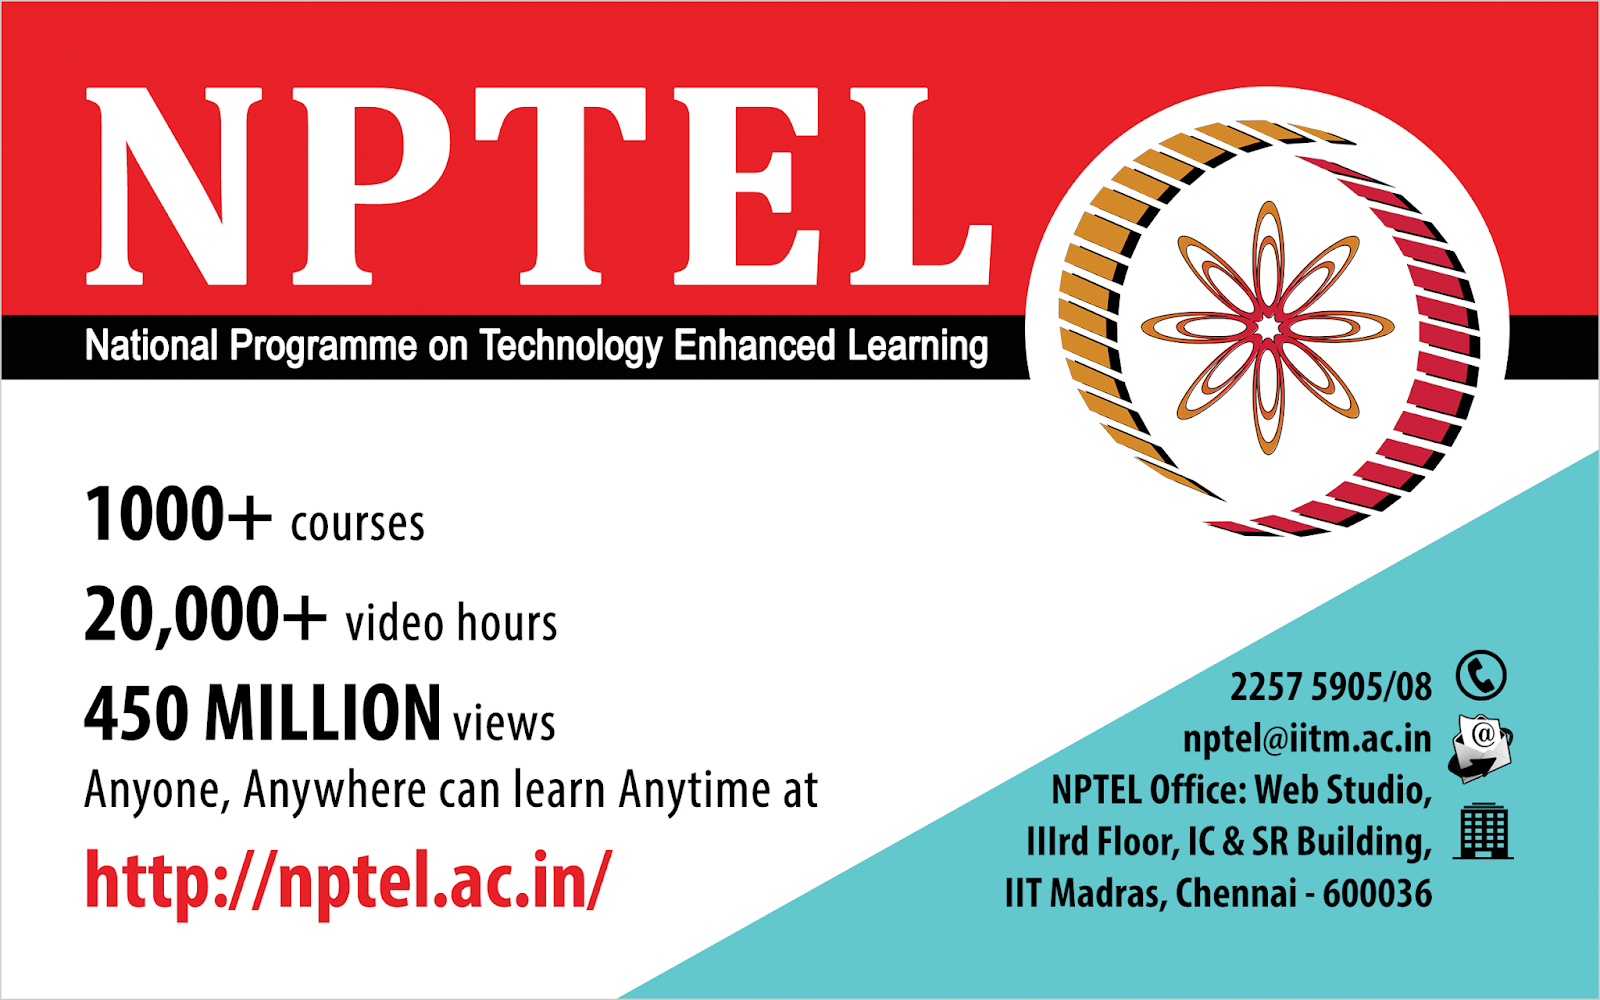 NPTEL
National Programme on Technology Enhanced Learning
1000+ courses
20,000+ video hours
450 MILLION views
Anyone, Anywhere can learn Anytime at
http://nptel.ac.in/
2257 5905/08
nptel@iitm.ac.in
NPTEL Office: Web Studio,
IIIrd Floor, IC & SR Building,
IIT Madras, Chennai - 600036
@